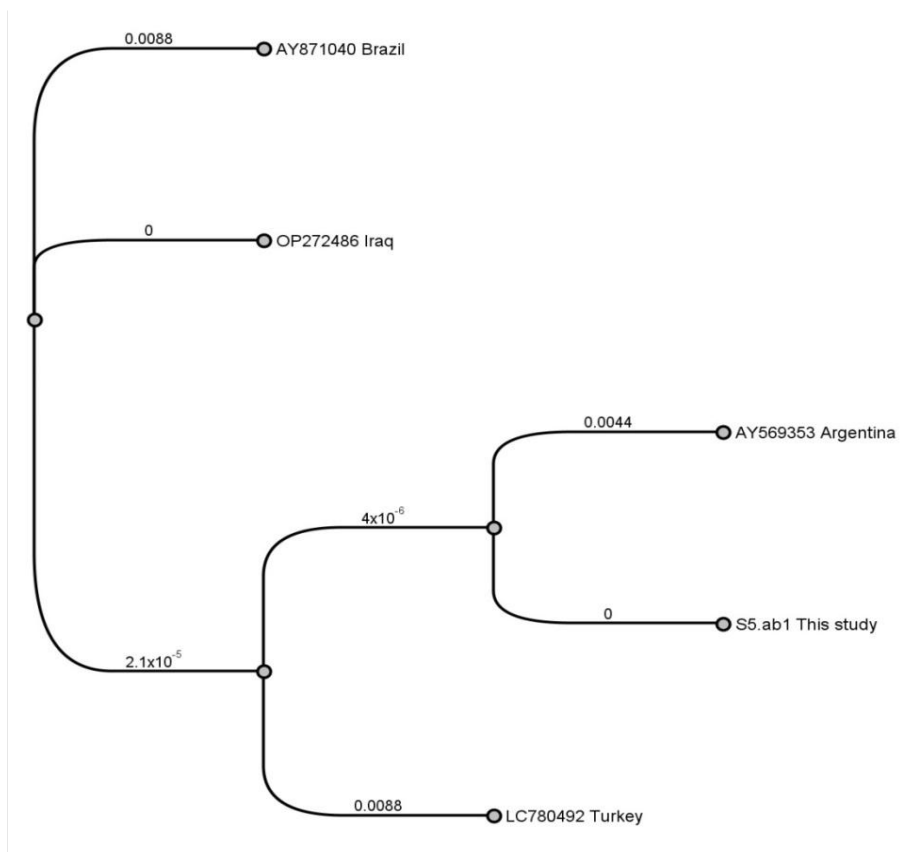 0.0088
AY871040 Brazil
0
OP272486 Iraq
0.0044
AY569353 Argentina
4x10⁻⁶
0
S5.ab1 This study
2.1x10⁻⁵
0.0088
LC780492 Turkey